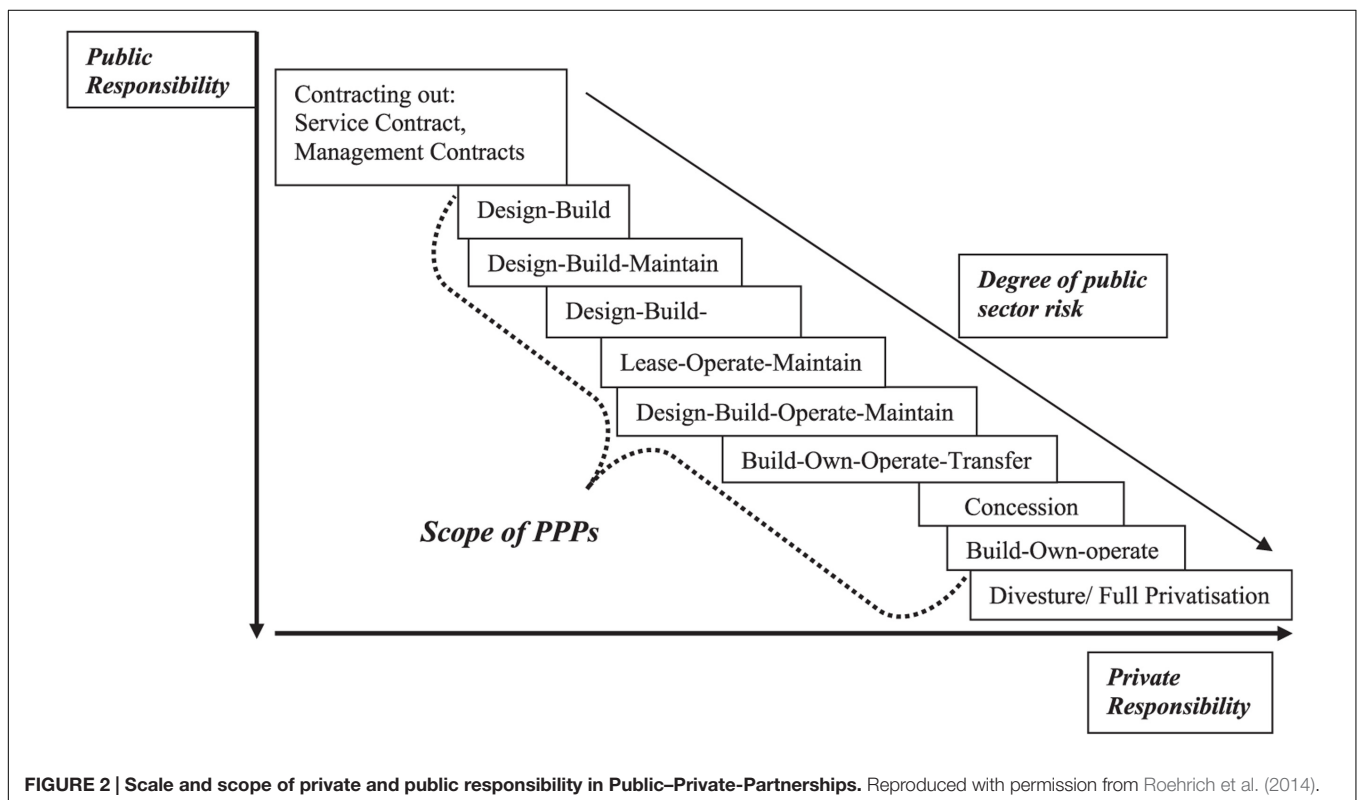 Public
Responsibility
Contracting out:
Service Contract,
Management Contracts
Design-Build
Design-Build-Maintain
Design-Build-
Lease-Operate-Maintain
Design-Build-Operate-Maintain
Build-Own-Operate-Transfer
Concession
Build-Own-operate
Divesture/ Full Privatisation
Degree of public
sector risk
Scope of PPPs
Private
Responsibility
FIGURE 2 | Scale and scope of private and public responsibility in Public–Private-Partnerships. Reproduced with permission from Roehrich et al. (2014).